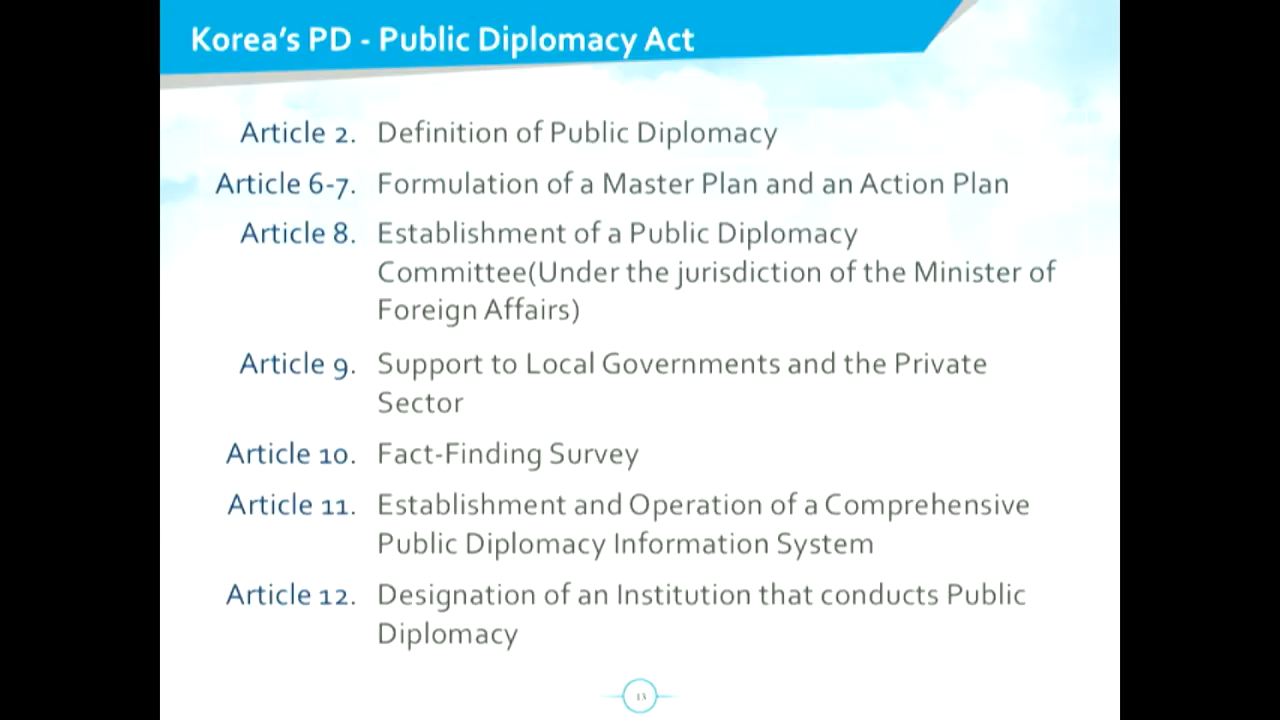 Korea's PD - Public Diplomacy Act
Article 2. Definition of Public Diplomacy
Article 6-7. Formulation of a Master Plan and an Action Plan
Article 8. Establishment of a Public Diplomacy
Committee(Under the jurisdiction of the Minister of
Foreign Affairs)
Article 9. Support to Local Governments and the Private
Sector
Article 10. Fact-Finding Survey
Article 11. Establishment and Operation of a Comprehensive
Public Diplomacy Information System
Article 12. Designation of an Institution that conducts Public
Diplomacy
13